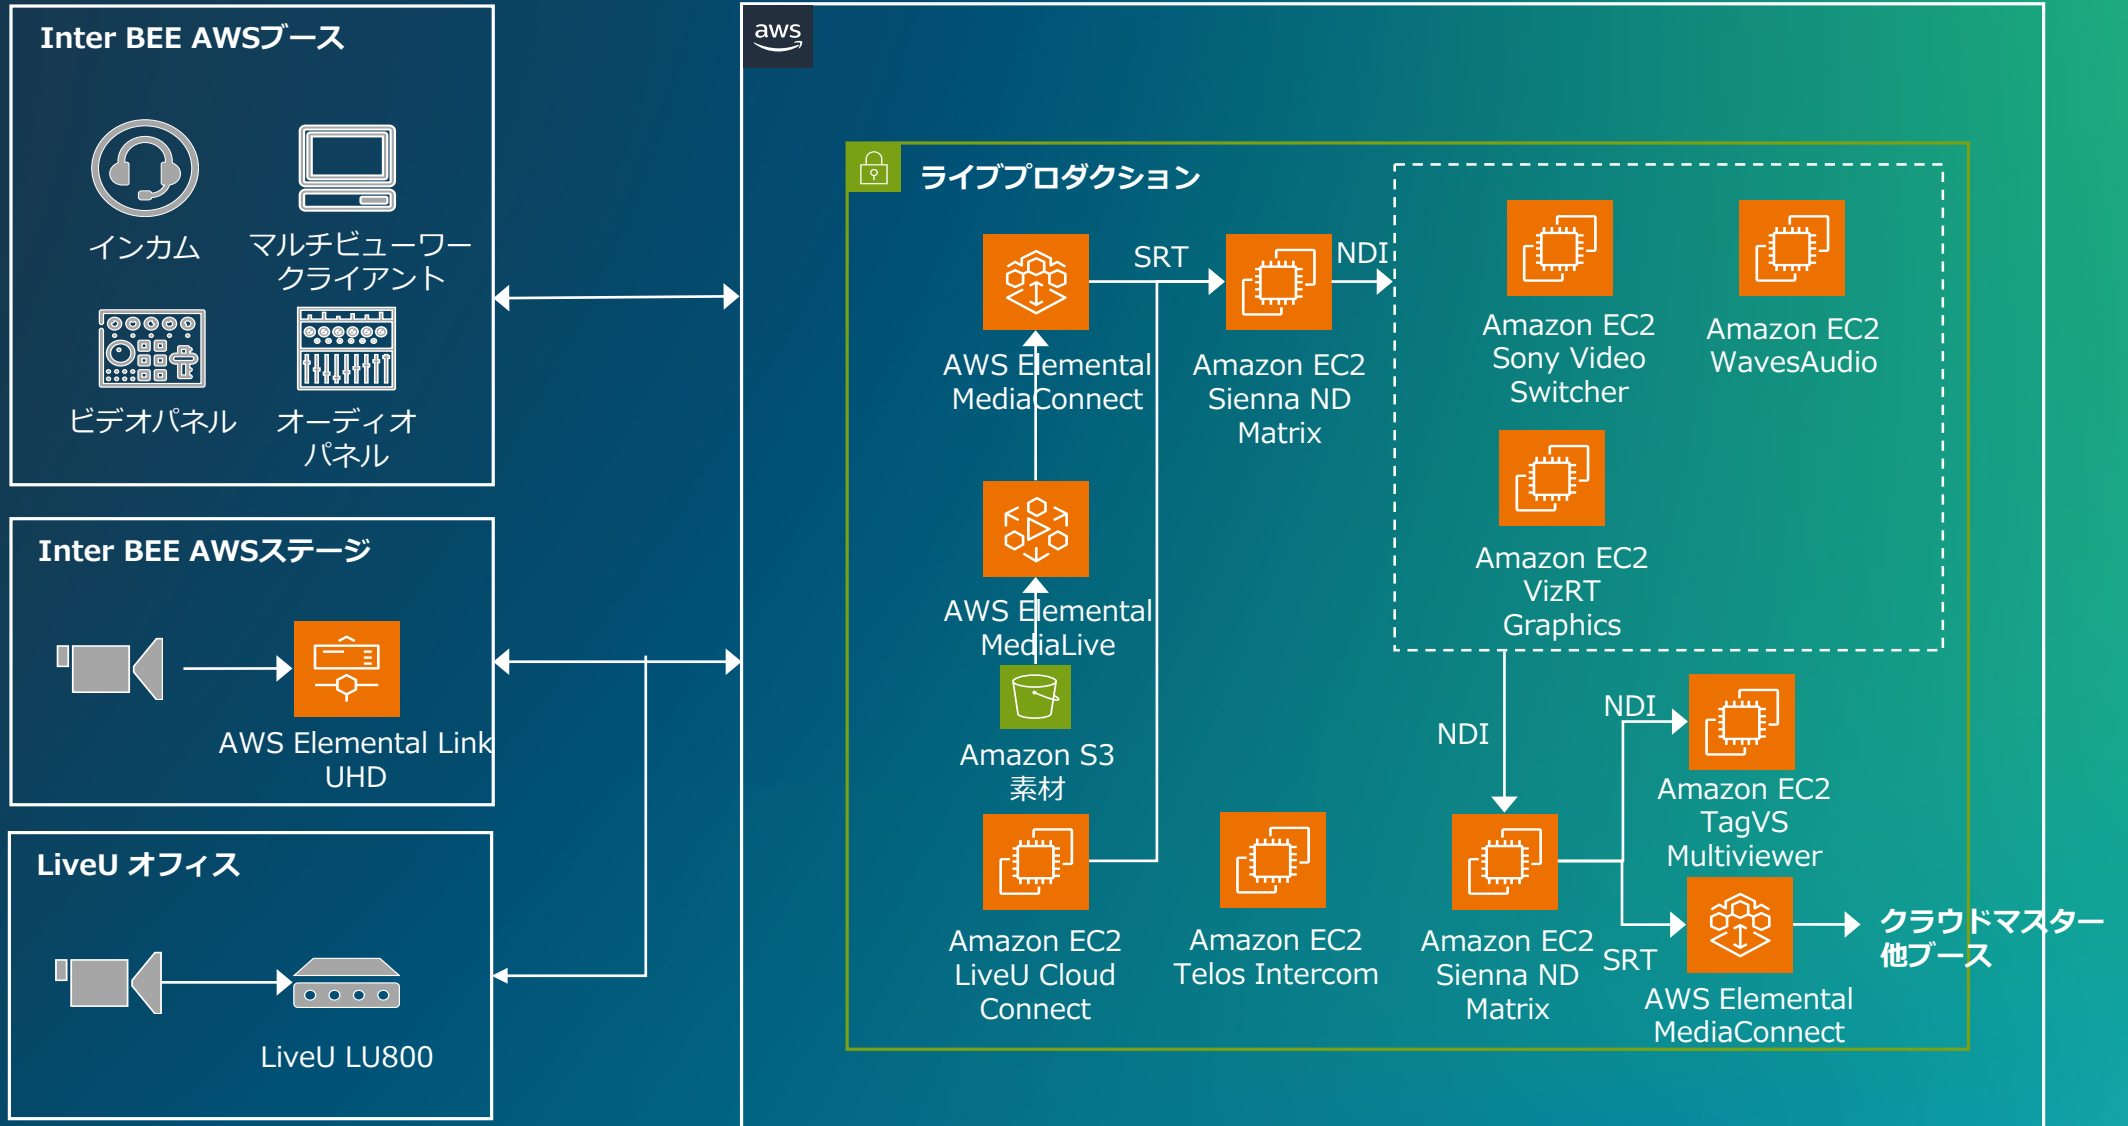 Inter BEE AWSブース
インカム
マルチビューワー
クライアント
ビデオパネル
オーディオ
パネル
Inter BEE AWSステージ
AWS Elemental Link
UHD
LiveU オフィス
LiveU LU800
aws
ライブプロダクション
AWS Elemental
MediaConnect
SRT
Amazon EC2
Sienna ND
Matrix
NDI
Amazon EC2
Sony Video
Switcher
Amazon EC2
WavesAudio
Amazon EC2
VizRT
Graphics
AWS Elemental
MediaLive
Amazon S3
素材
Amazon EC2
LiveU Cloud
Connect
Amazon EC2
Telos Intercom
NDI
Amazon EC2
Sienna ND
Matrix
NDI
Amazon EC2
TagVS
Multiviewer
SRT
AWS Elemental
MediaConnect
クラウドマスター
他ブース